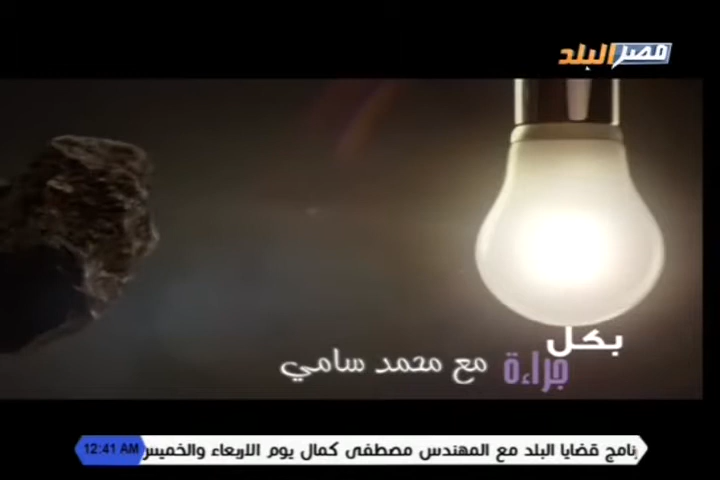 مصر البلد
بكل
جراءة مع محمد سامي
رنامج قضايا البلد مع المهندس مصطفى كمال يوم الاربعاء والخميس
12:41 AM